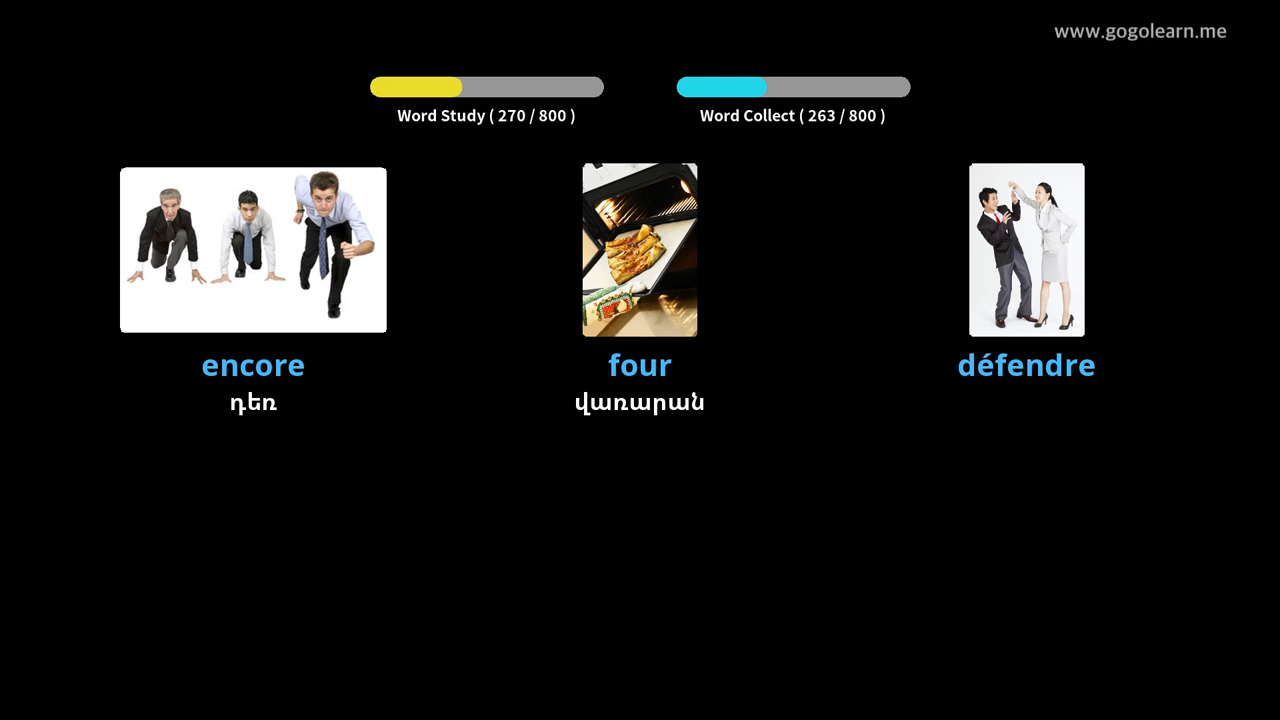 www.gogolearn.me
Word Study ( 270 / 800 )
Word Collect ( 263 / 800 )
encore
four
défendre
դեռ
վառարան